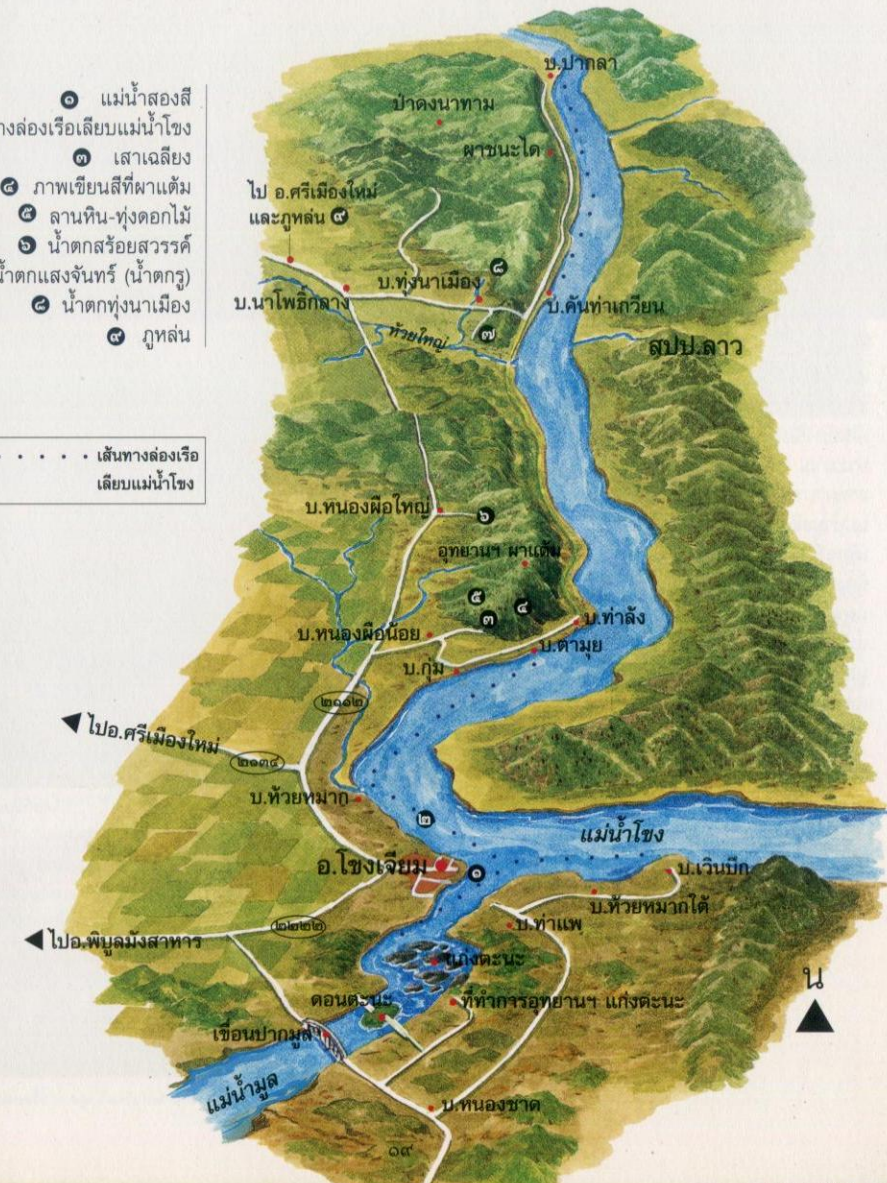 ๑ แม่น้ำสองสี
างล่องเรือเลียบแม่น้ำโขง
๓ เสาเฉลียง
๔ ภาพเขียนสีที่ผาแต้ม
๕ ลานหิน-ทุ่งดอกไม้
๖ น้ำตกสร้อยสวรรค์
น้ำตกแสงจันทร์ (น้ำตกรู)
๘ น้ำตกทุ่งนาเมือง
๙ ภูหล่น
เส้นทางล่องเรือ
เลียบแม่น้ำโขง
บ.ปากลา
ป่าดงนาทาม
ผาชนะได
ไป อ.ศรีเมืองใหม่
และภูหล่น ๙
๘
บ.ทุ่งนาเมือง
บ.นาโพธิ์กลาง
บ.คันท่าเกวียน
๗
ห้วยใหญ่
สปป.ลาว
บ.หนองผือใหญ่
๖
อุทยานฯ ผาแต้ม
๕
๓
๔
บ.ท่าลัง
บ.หนองผือน้อย
บ.ตามุย
บ.กุ่ม
๒๑๑๒
ไปอ.ศรีเมืองใหม่
๒๑๓๔
บ.ห้วยหมาก
๒
แม่น้ำโขง
อ.โขงเจียม
๑
บ.เวินบึก
บ.ห้วยหมากใต้
บ.ท่าแพ
๒๒๒๒
ไปอ.พิบูลมังสาหาร
แก่งตะนะ
น
ดอนตะนะ
ที่ทำการอุทยานฯ แก่งตะนะ
เขื่อนปากมูล
แม่น้ำมูล
บ.หนองชาด
๑๙